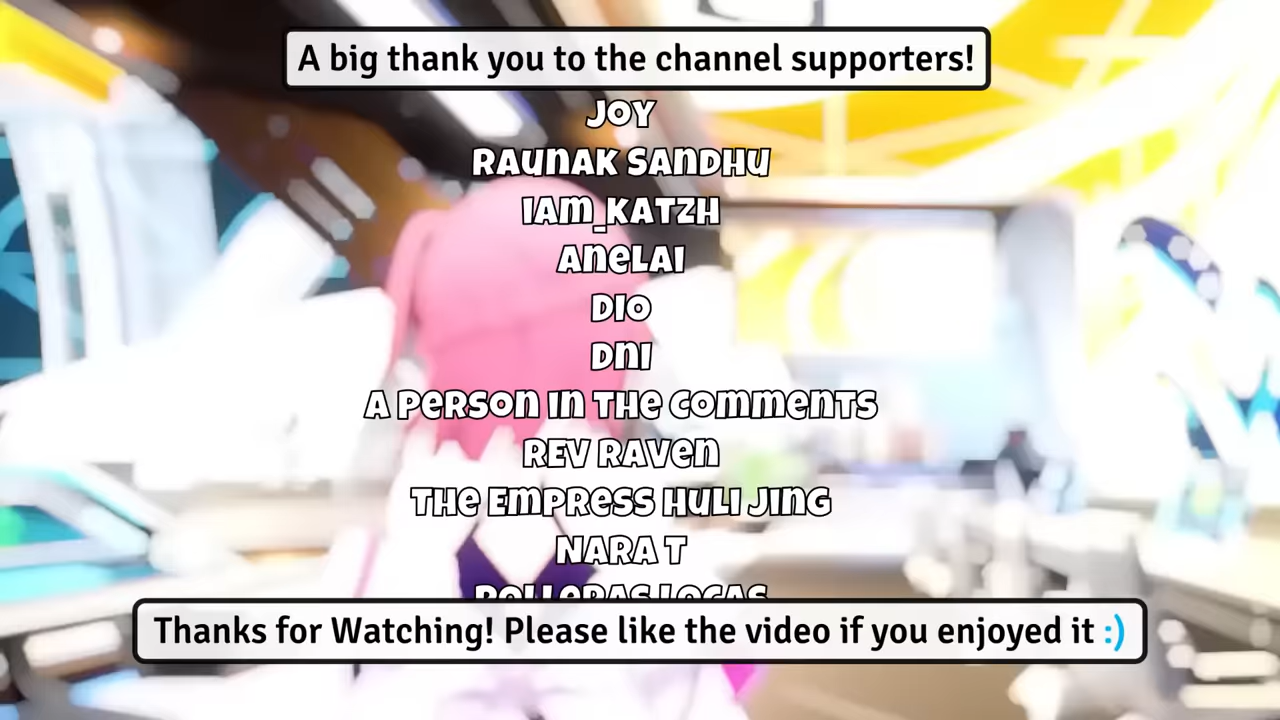 A big thank you to the channel supporters!
JOY
RAUNAK SANDHU
IAM_KATZH
ANELAI
DIO
DNI
A PERSON IN THE COMMENTS
REV RAVEN
THE EMPRESS HULI JING
NARA T
Thanks for Watching! Please like the video if you enjoyed it :)